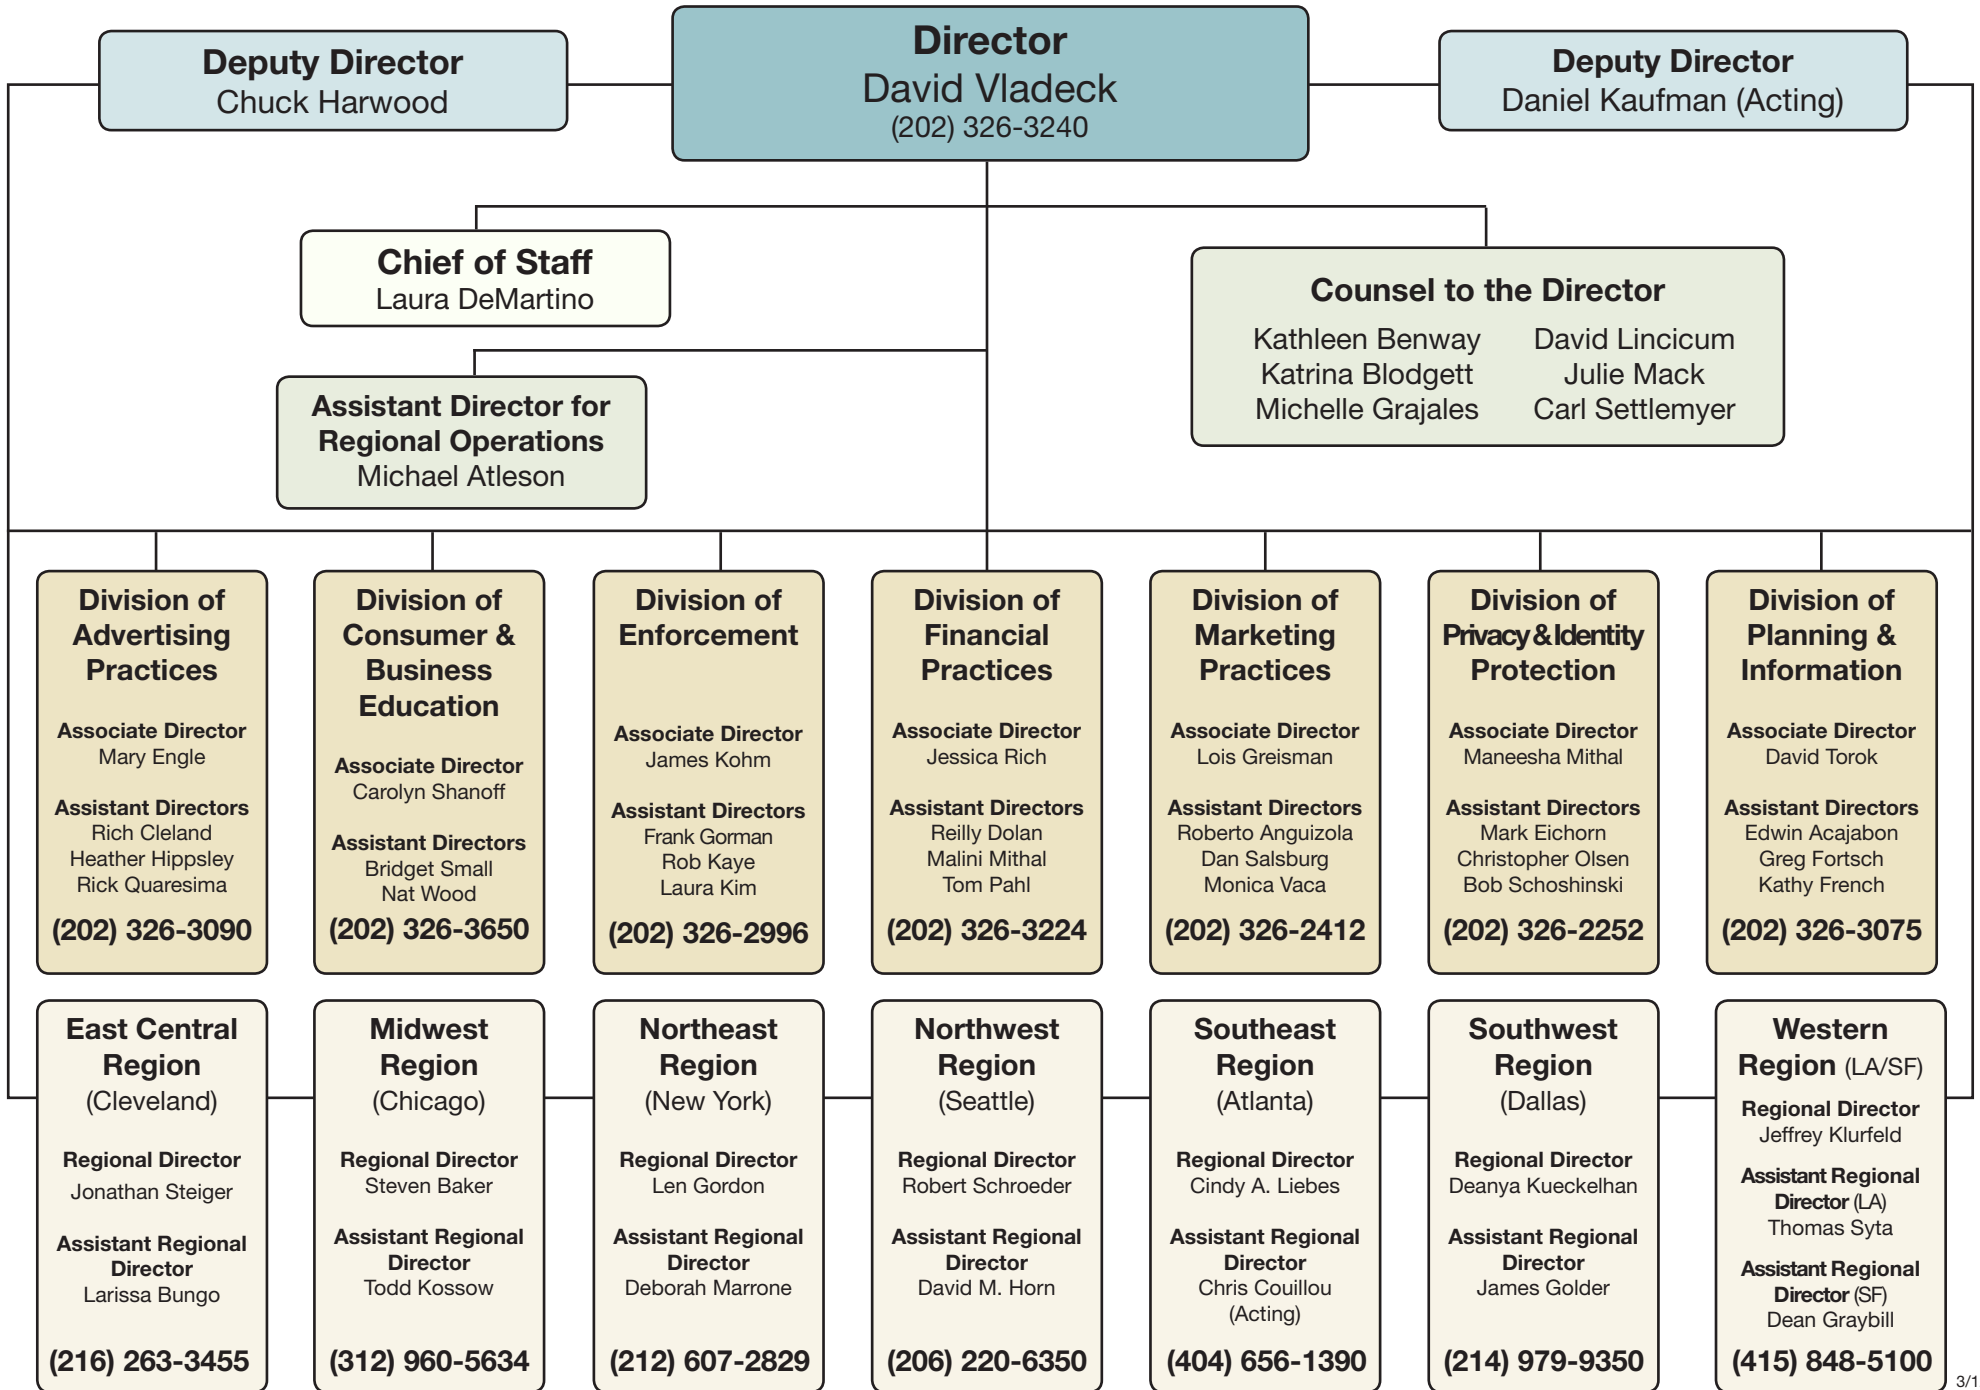 Director
David Vladeck
(202) 326-3240
Deputy Director
Chuck Harwood
Deputy Director
Daniel Kaufman (Acting)
Chief of Staff
Laura DeMartino
Counsel to the Director
Kathleen Benway
Katrina Blodgett
Michelle Grajales
David Lincicum
Julie Mack
Carl Settlemyer
Assistant Director for
Regional Operations
Michael Atleson
Division of
Advertising
Practices
Associate Director
Mary Engle
Assistant Directors
Rich Cleland
Heather Hippsley
Rick Quaresima
(202) 326-3090
Division of
Consumer &
Business
Education
Associate Director
Carolyn Shanoff
Assistant Directors
Bridget Small
Nat Wood
(202) 326-3650
Division of
Enforcement
Associate Director
James Kohm
Assistant Directors
Frank Gorman
Rob Kaye
Laura Kim
(202) 326-2996
Division of
Financial
Practices
Associate Director
Jessica Rich
Assistant Directors
Reilly Dolan
Malini Mithal
Tom Pahl
(202) 326-3224
Division of
Marketing
Practices
Associate Director
Lois Greisman
Assistant Directors
Roberto Anguizola
Dan Salsburg
Monica Vaca
(202) 326-2412
Division of
Privacy & Identity
Protection
Associate Director
Maneesha Mithal
Assistant Directors
Mark Eichorn
Christopher Olsen
Bob Schoshinski
(202) 326-2252
Division of
Planning &
Information
Associate Director
David Torok
Assistant Directors
Edwin Acajabon
Greg Fortsch
Kathy French
(202) 326-3075
East Central
Region
(Cleveland)
Regional Director
Jonathan Steiger
Assistant Regional
Director
Larissa Bungo
(216) 263-3455
Midwest
Region
(Chicago)
Regional Director
Steven Baker
Assistant Regional
Director
Todd Kossow
(312) 960-5634
Northeast
Region
(New York)
Regional Director
Len Gordon
Assistant Regional
Director
Deborah Marrone
(212) 607-2829
Northwest
Region
(Seattle)
Regional Director
Robert Schroeder
Assistant Regional
Director
David M. Horn
(206) 220-6350
Southeast
Region
(Atlanta)
Regional Director
Cindy A. Liebes
Assistant Regional
Director
Chris Couillou
(Acting)
(404) 656-1390
Southwest
Region
(Dallas)
Regional Director
Deanya Kueckelhan
Assistant Regional
Director
James Golder
(214) 979-9350
Western
Region (LA/SF)
Regional Director
Jeffrey Klurfeld
Assistant Regional
Director (LA)
Thomas Syta
Assistant Regional
Director (SF)
Dean Graybill
(415) 848-5100